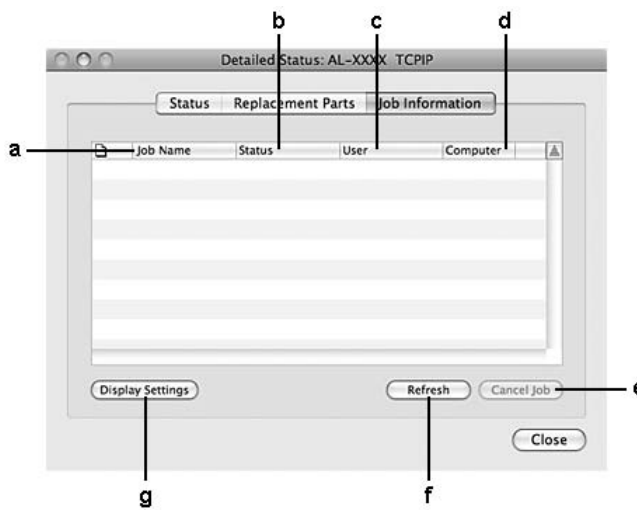 b c d
Detailed Status: AL-XXXX TCPIP
Status Replacement Parts Job Information
a Job Name Status User Computer
Display Settings Refresh Cancel Job e
Close
g f